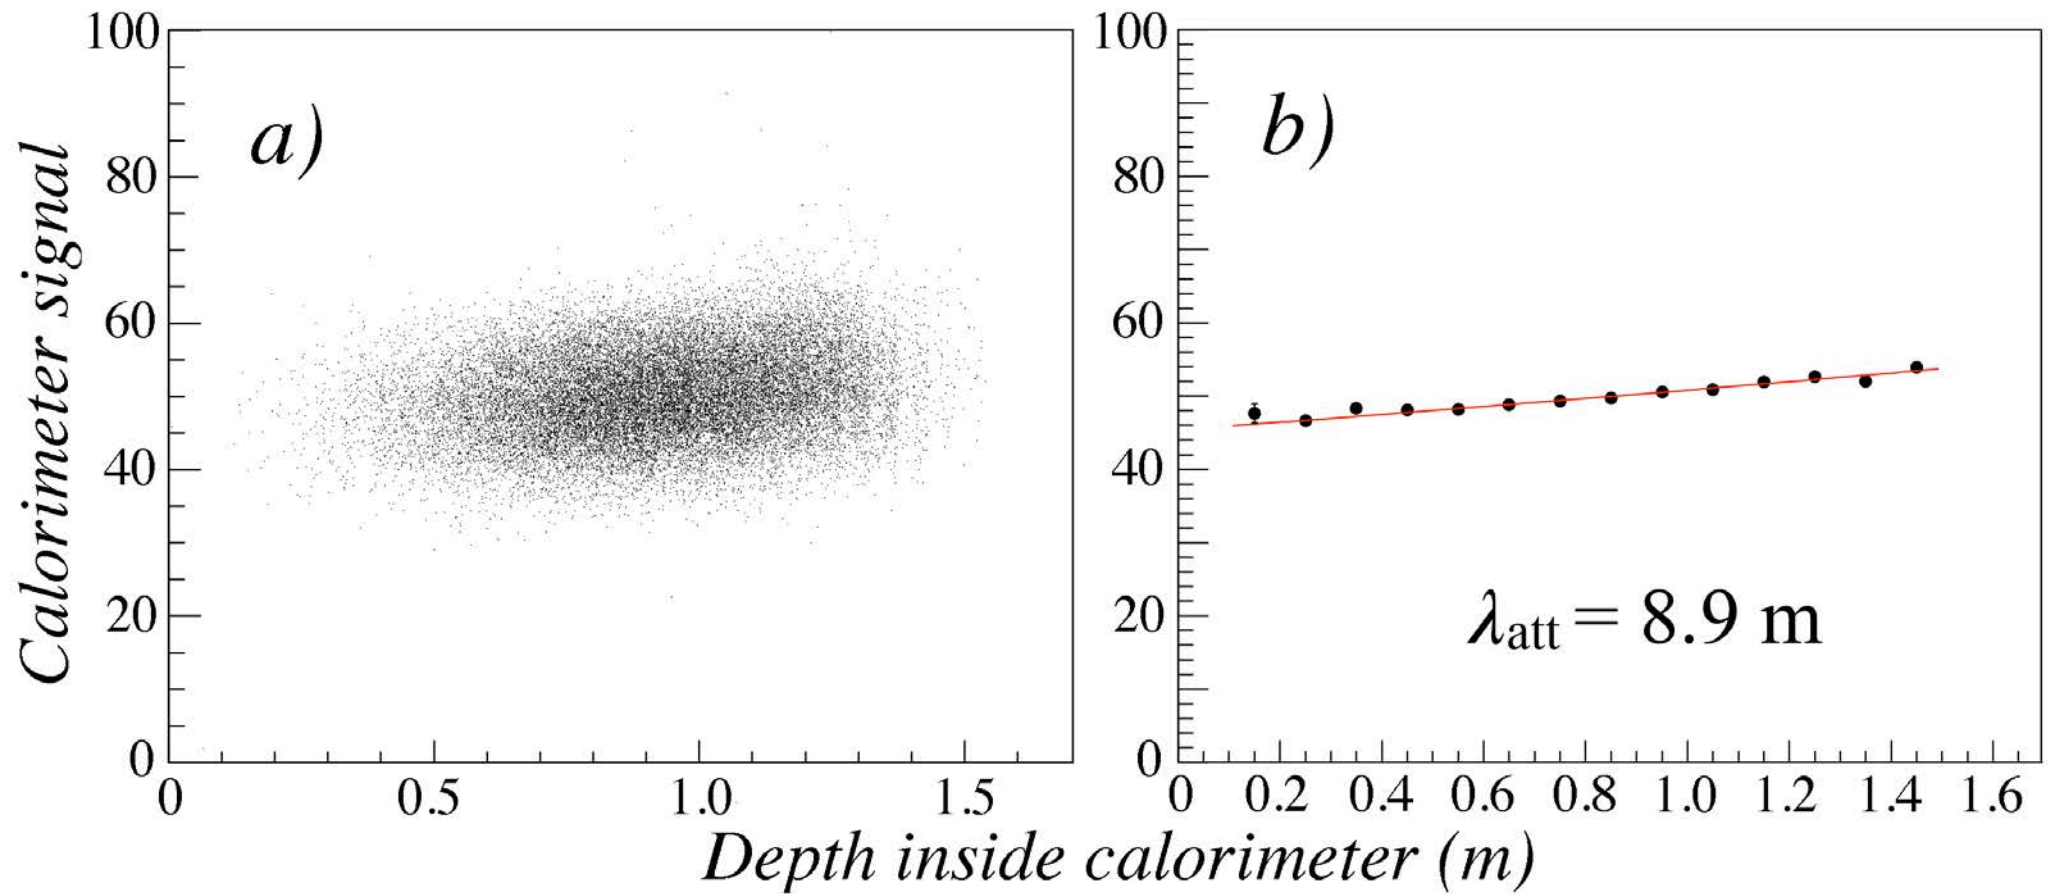 Calorimeter signal
100
80
60
40
20
0
a)
0 0.5 1.0 1.5
100
80
60
40
20
0
b)
λatt = 8.9 m
0 0.2 0.4 0.6 0.8 1.0 1.2 1.4 1.6
Depth inside calorimeter (m)